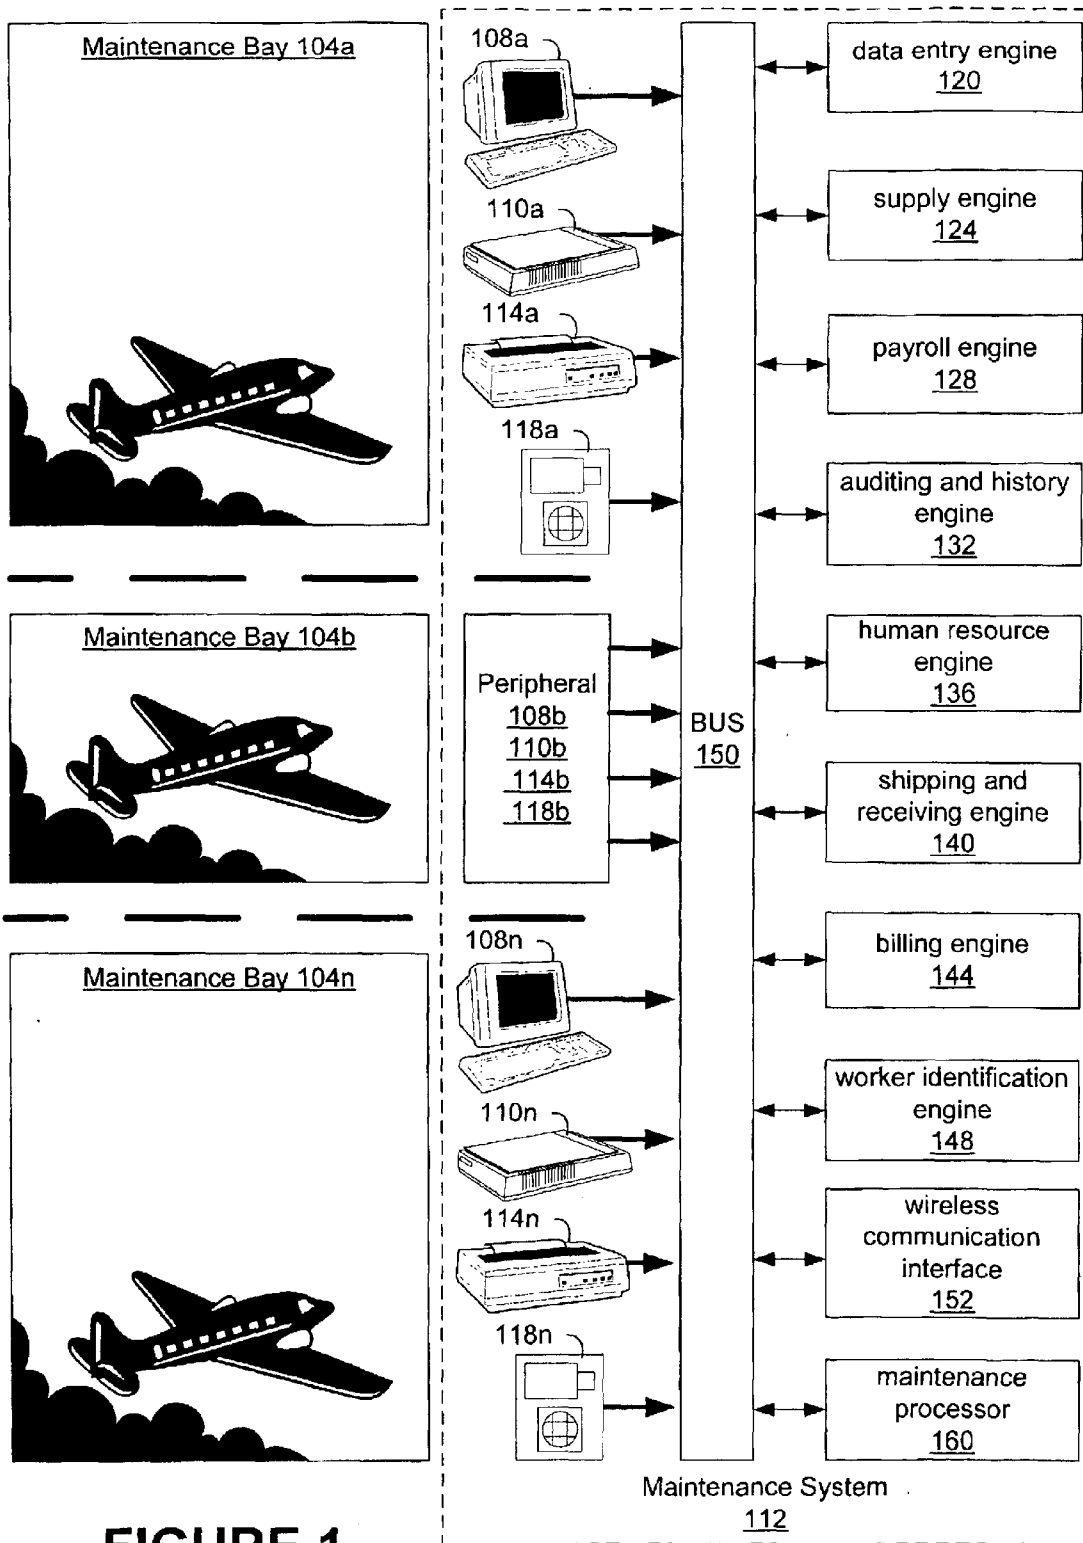 Maintenance Bay 104a
108a
110a
114a
118a
data entry engine
120
supply engine
124
payroll engine
128
auditing and history
engine
132
Maintenance Bay 104b
Peripheral
108b
110b
114b
118b
BUS
150
human resource
engine
136
shipping and
receiving engine
140
Maintenance Bay 104n
108n
110n
114n
118n
billing engine
144
worker identification
engine
148
wireless
communication
interface
152
maintenance
processor
160
Maintenance System
112
FIGURE 1